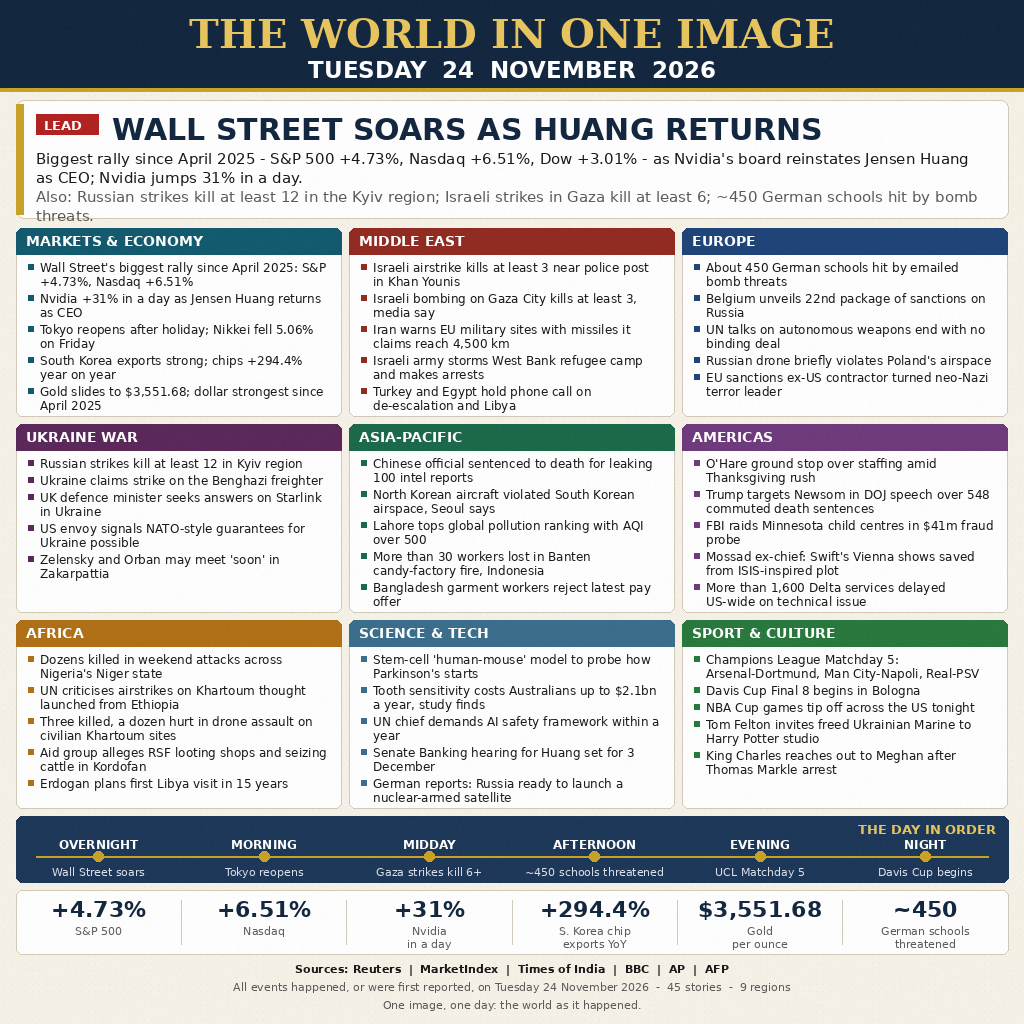 THE WORLD IN ONE IMAGE
TUESDAY 24 NOVEMBER 2026
LEAD
WALL STREET SOARS AS HUANG RETURNS
Biggest rally since April 2025 - S&P 500 +4.73%, Nasdaq +6.51%, Dow +3.01% - as Nvidia's board reinstates Jensen Huang
as CEO; Nvidia jumps 31% in a day.
Also: Russian strikes kill at least 12 in the Kyiv region; Israeli strikes in Gaza kill at least 6; ~450 German schools hit by bomb
threats.
MARKETS & ECONOMY
Wall Street's biggest rally since April 2025: S&P
+4.73%, Nasdaq +6.51%
Nvidia +31% in a day as Jensen Huang returns
as CEO
Tokyo reopens after holiday; Nikkei fell 5.06%
on Friday
South Korea exports strong; chips +294.4%
year on year
Gold slides to $3,551.68; dollar strongest since
April 2025
MIDDLE EAST
Israeli airstrike kills at least 3 near police post
in Khan Younis
Israeli bombing on Gaza City kills at least 3,
media say
Iran warns EU military sites with missiles it
claims reach 4,500 km
Israeli army storms West Bank refugee camp
and makes arrests
Turkey and Egypt hold phone call on
de-escalation and Libya
EUROPE
About 450 German schools hit by emailed
bomb threats
Belgium unveils 22nd package of sanctions on
Russia
UN talks on autonomous weapons end with no
binding deal
Russian drone briefly violates Poland's airspace
EU sanctions ex-US contractor turned neo-Nazi
terror leader
UKRAINE WAR
Russian strikes kill at least 12 in Kyiv region
Ukraine claims strike on the Benghazi freighter
UK defence minister seeks answers on Starlink
in Ukraine
US envoy signals NATO-style guarantees for
Ukraine possible
Zelensky and Orban may meet 'soon' in
Zakarpattia
ASIA-PACIFIC
Chinese official sentenced to death for leaking
100 intel reports
North Korean aircraft violated South Korean
airspace, Seoul says
Lahore tops global pollution ranking with AQI
over 500
More than 30 workers lost in Banten
candy-factory fire, Indonesia
Bangladesh garment workers reject latest pay
offer
AMERICAS
O'Hare ground stop over staffing amid
Thanksgiving rush
Trump targets Newsom in DOJ speech over 548
commuted death sentences
FBI raids Minnesota child centres in $41m fraud
probe
Mossad ex-chief: Swift's Vienna shows saved
from ISIS-inspired plot
More than 1,600 Delta services delayed
US-wide on technical issue
AFRICA
Dozens killed in weekend attacks across
Nigeria's Niger state
UN criticises airstrikes on Khartoum thought
launched from Ethiopia
Three killed, a dozen hurt in drone assault on
civilian Khartoum sites
Aid group alleges RSF looting shops and seizing
cattle in Kordofan
Erdogan plans first Libya visit in 15 years
SCIENCE & TECH
Stem-cell 'human-mouse' model to probe how
Parkinson's starts
Tooth sensitivity costs Australians up to $2.1bn
a year, study finds
UN chief demands AI safety framework within a
year
Senate Banking hearing for Huang set for 3
December
German reports: Russia ready to launch a
nuclear-armed satellite
SPORT & CULTURE
Champions League Matchday 5:
Arsenal-Dortmund, Man City-Napoli, Real-PSV
Davis Cup Final 8 begins in Bologna
NBA Cup games tip off across the US tonight
Tom Felton invites freed Ukrainian Marine to
Harry Potter studio
King Charles reaches out to Meghan after
Thomas Markle arrest
THE DAY IN ORDER
OVERNIGHT MORNING MIDDAY AFTERNOON EVENING NIGHT
Wall Street soars Tokyo reopens Gaza strikes kill 6+ ~450 schools threatened UCL Matchday 5 Davis Cup begins
+4.73% +6.51% +31% +294.4% $3,551.68 ~450
S&P 500 Nasdaq Nvidia S. Korea chip Gold German schools
in a day exports YoY per ounce threatened
Sources: Reuters | MarketIndex | Times of India | BBC | AP | AFP
All events happened, or were first reported, on Tuesday 24 November 2026 - 45 stories - 9 regions
One image, one day: the world as it happened.